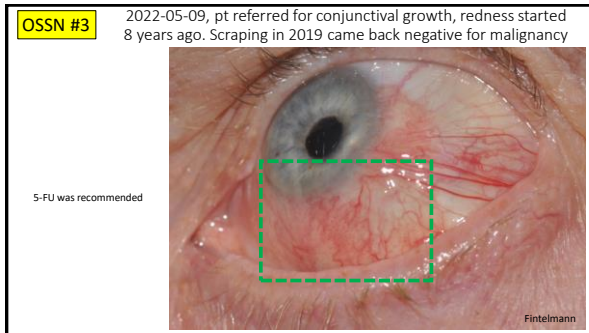 OSSN #3
2022-05-09, pt referred for conjunctival growth, redness started
8 years ago. Scraping in 2019 came back negative for malignancy
5-FU was recommended
Fintelmann